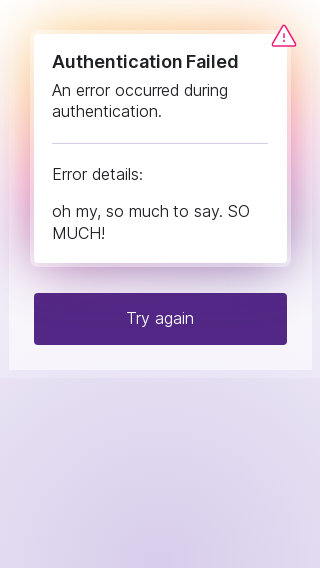 Authentication Failed
An error occurred during
authentication.
Error details:
oh my, so much to say. SO
MUCH!
Try again